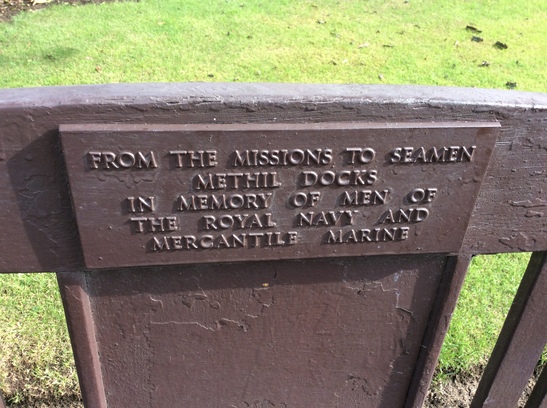 FROM THE MISSIONS TO SEAMEN
METHIL DOCKS
IN MEMORY OF MEN OF
THE ROYAL NAVY AND
MERCANTILE MARINE